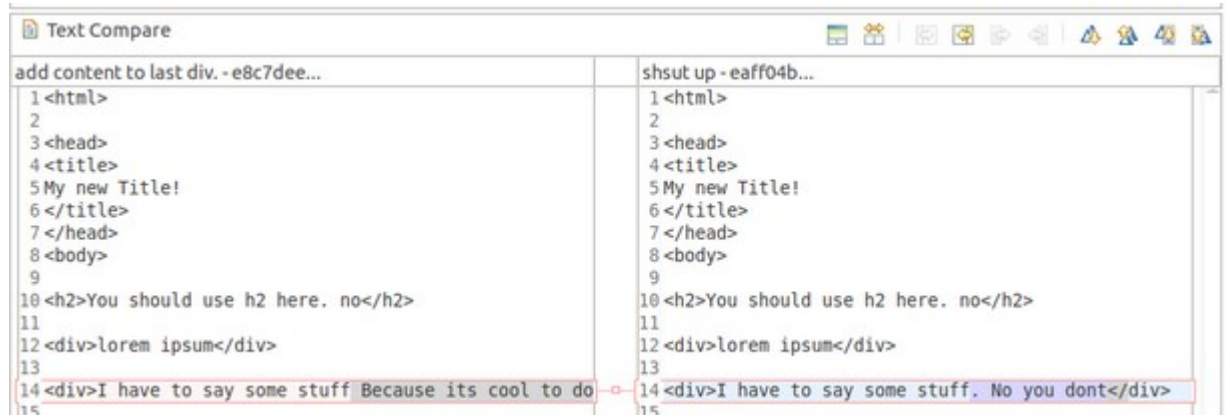 Text Compare
add content to last div. - e8c7dee...
1 <html>
2
3 <head>
4 <title>
5 My new Title!
6 </title>
7 </head>
8 <body>
9
10 <h2>You should use h2 here. no</h2>
11
12 <div>lorem ipsum</div>
13
14 <div>I have to say some stuff Because its cool to do
15
shsut up - eaff04b...
1 <html>
2
3 <head>
4 <title>
5 My new Title!
6 </title>
7 </head>
8 <body>
9
10 <h2>You should use h2 here. no</h2>
11
12 <div>lorem ipsum</div>
13
14 <div>I have to say some stuff. No you dont</div>
15